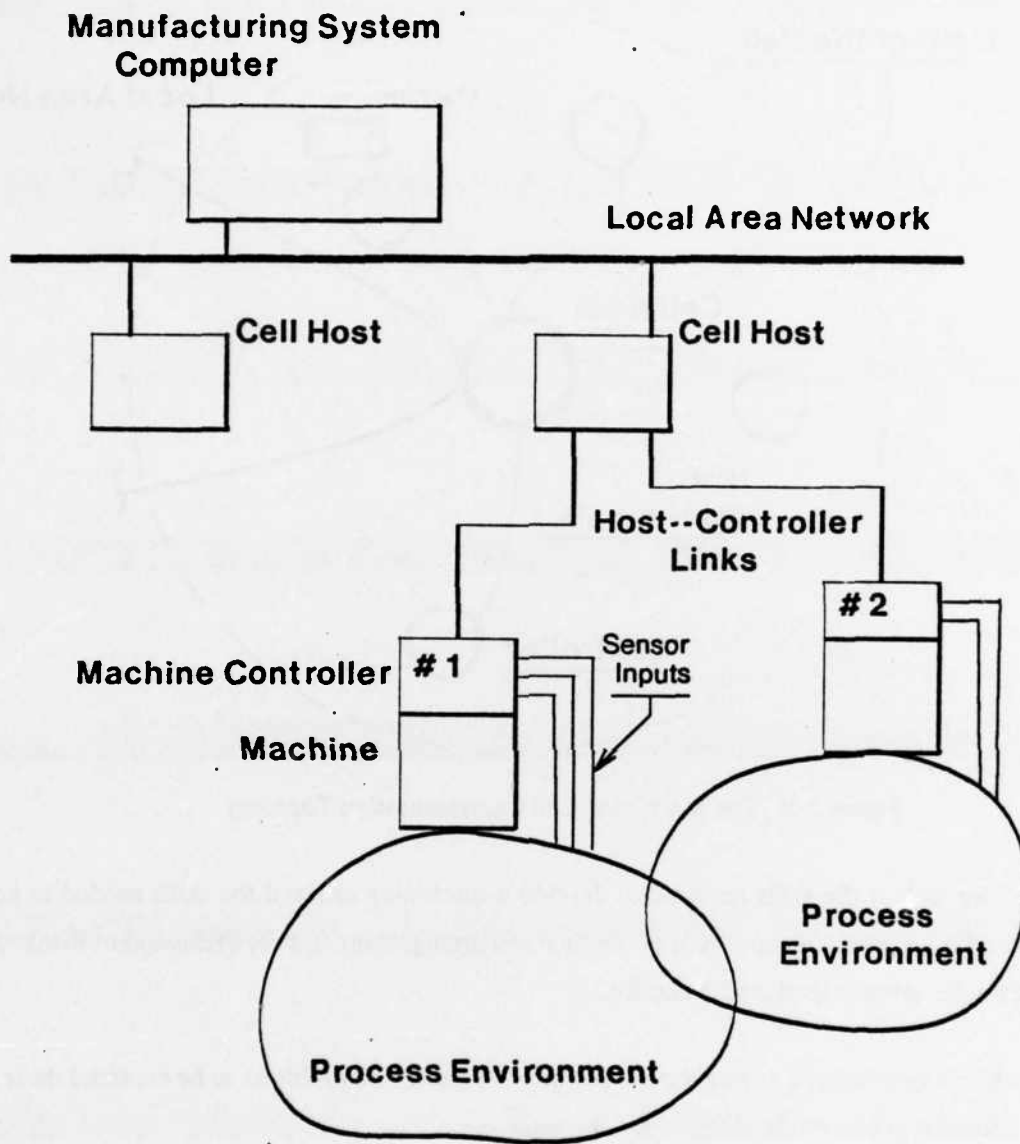 Manufacturing System
Computer
Local Area Network
Cell Host
Cell Host
Host--Controller
Links
# 2
# 1
Sensor
Inputs
Machine Controller
Machine
Process
Environment
Process Environment